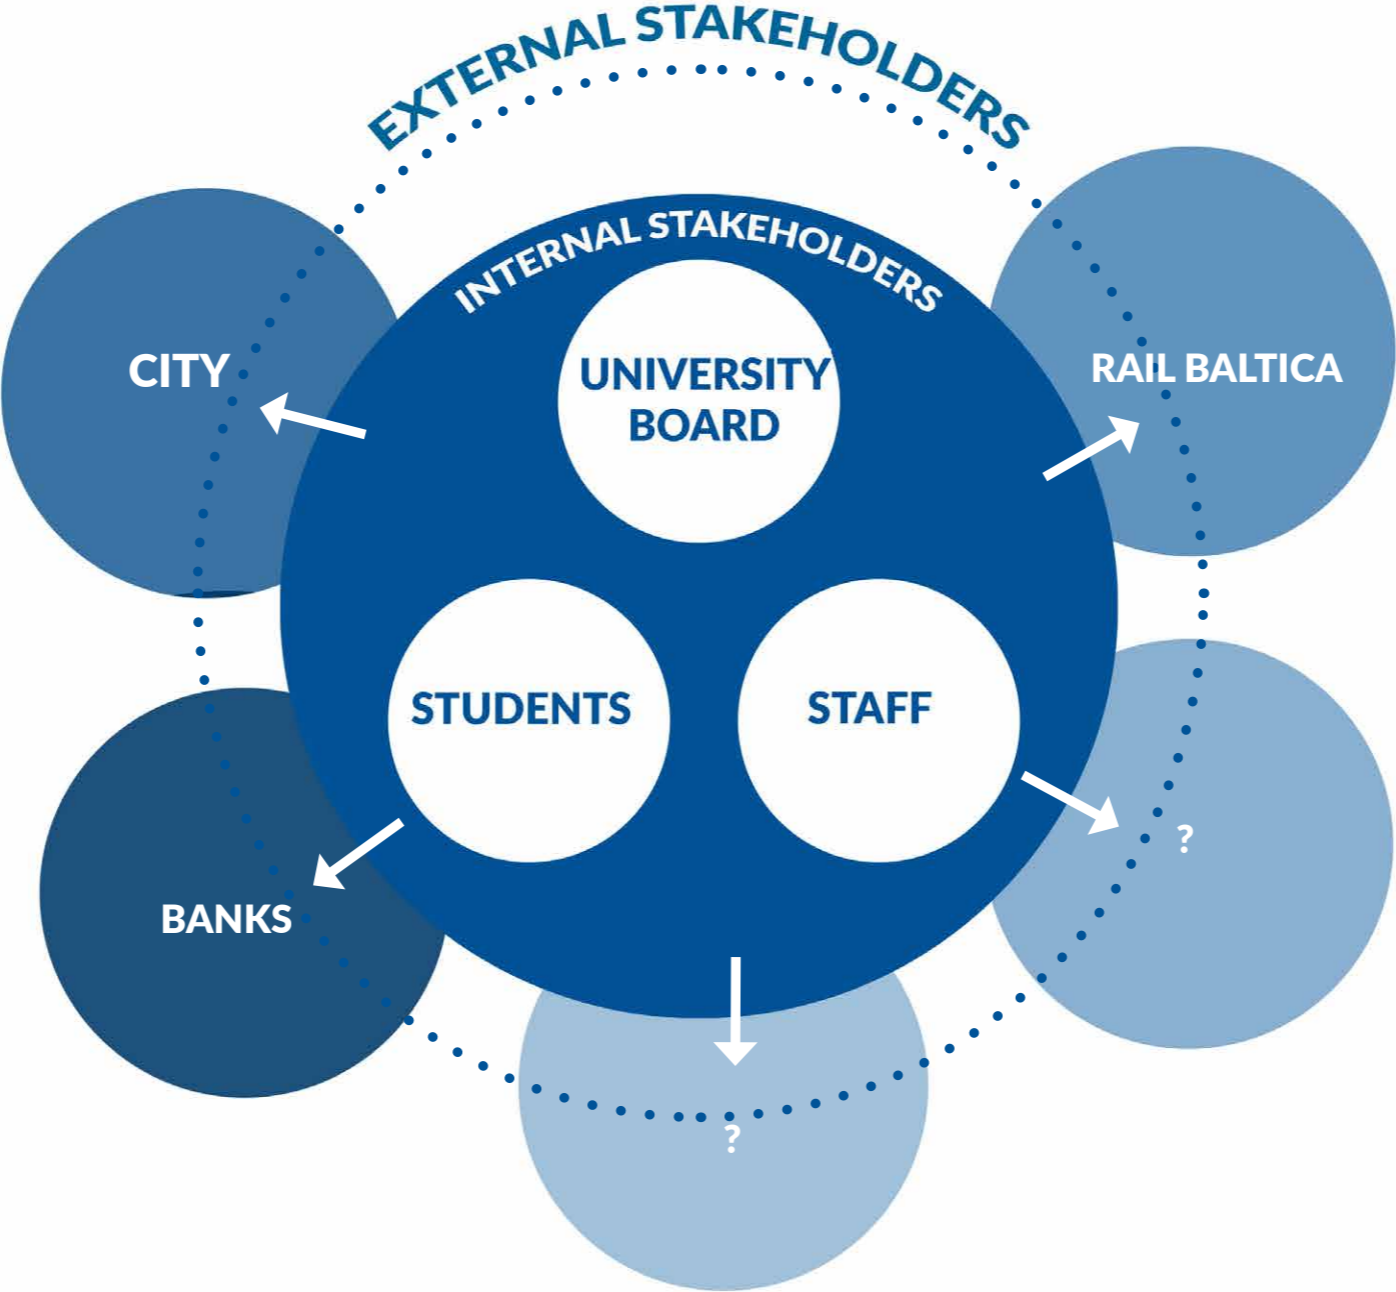 EXTERNAL STAKEHOLDERS
INTERNAL STAKEHOLDERS
UNIVERSITY
BOARD
CITY
RAIL BALTICA
STUDENTS
STAFF
?
BANKS
?